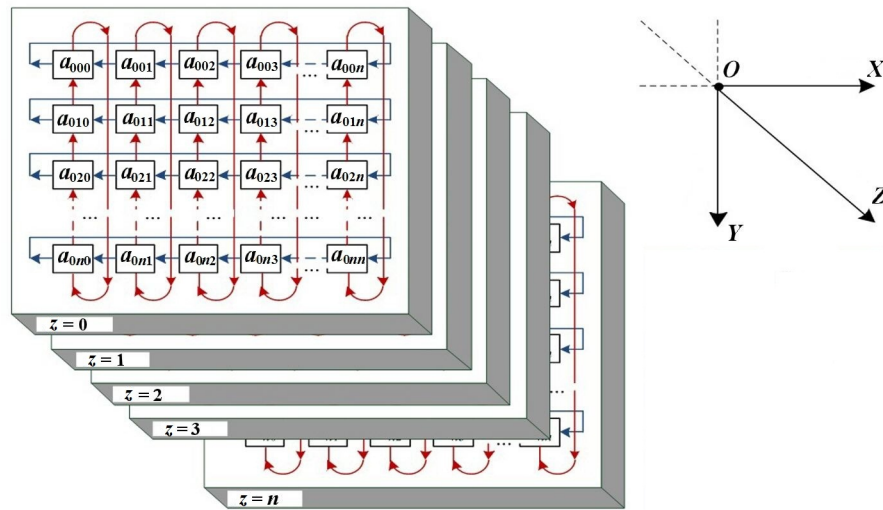 a000 a001 a002 a003 ... a00n
a010 a011 a012 a013 ... a01n
a020 a021 a022 a023 ... a02n
... ... ... ... ...
a0n0 a0n1 a0n2 a0n3 ... a0nn
z = 0
z = 1
z = 2
z = 3
...
...
z = n
O
X
Y
Z